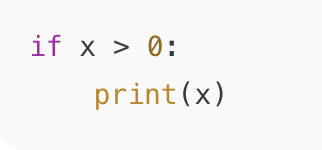 if x > 0:
    print(x)